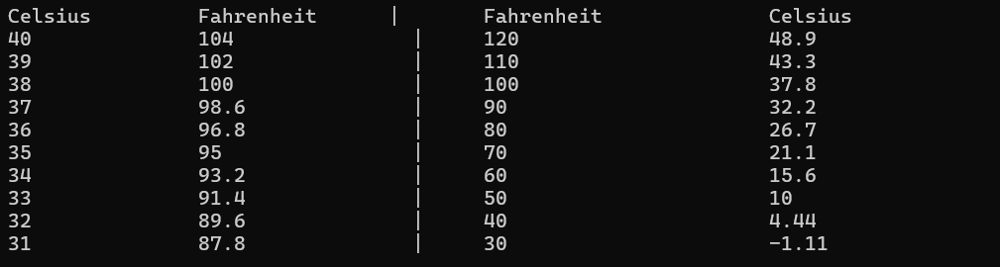 Celsius Fahrenheit | Fahrenheit Celsius
40 104 | 120 48.9
39 102 | 110 43.3
38 100 | 100 37.8
37 98.6 | 90 32.2
36 96.8 | 80 26.7
35 95 | 70 21.1
34 93.2 | 60 15.6
33 91.4 | 50 10
32 89.6 | 40 4.44
31 87.8 | 30 -1.11